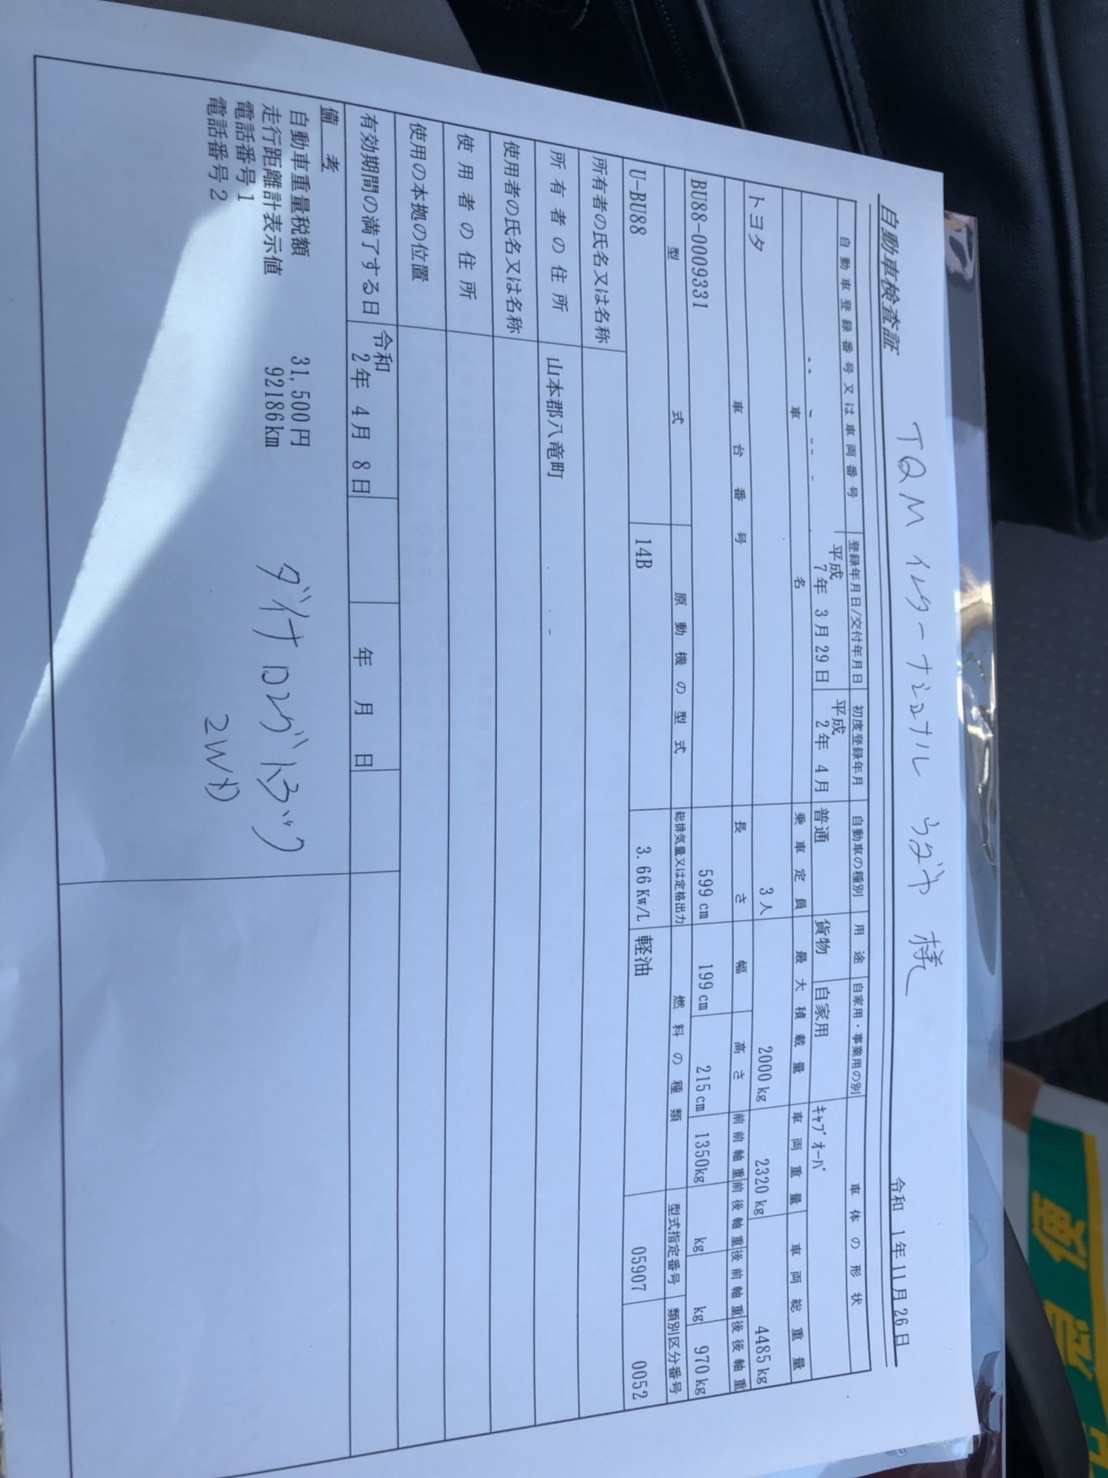 TQM インターナショナル 様
自動車検査証
令和 1年11月26日
自動車登録番号又は車両番号 登録年月日/交付年月日 初度登録年月 自動車の種別 用途 自家用・事業用の別 車体の形状
平成 7年 3月29日 平成 2年 4月 普通 貨物 自家用 キャブオーバ
車名 乗車定員 最大積載量 車両重量 車両総重量
トヨタ 3人 2000kg 2320kg 4485kg
車台番号 長さ 幅 高さ 前前軸重 前後軸重 後前軸重 後後軸重
BU88-0009331 599cm 199cm 215cm 1350kg kg kg 970kg
型式 原動機の型式 総排気量又は定格出力 燃料の種類 型式指定番号 類別区分番号
U-BU88 14B 3.66Kw/L 軽油 05907 0052
所有者の氏名又は名称
所有者の住所 山本郡八竜町
使用者の氏名又は名称
使用者の住所
使用の本拠の位置
有効期間の満了する日 令和 2年 4月 8日 年 月 日
備考
自動車重量税額 31,500円
走行距離計表示値 92186km
電話番号1
電話番号2
ダイナロングトラック
2WD